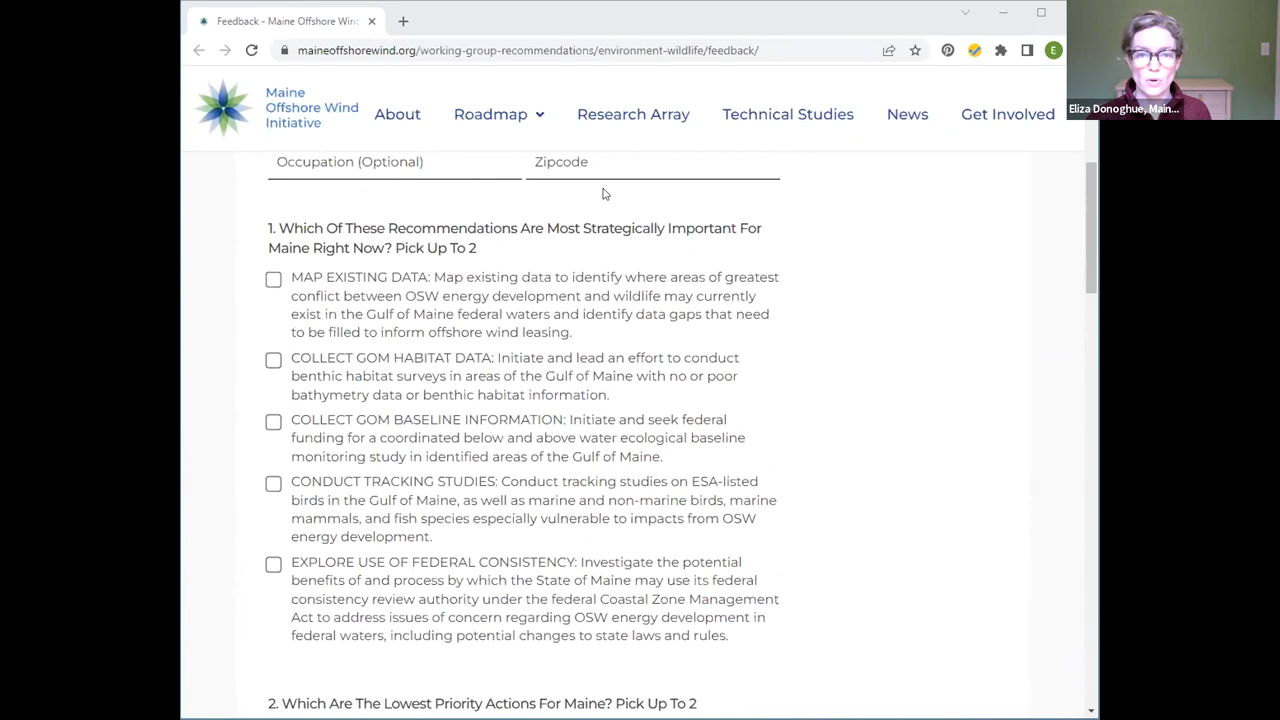 Feedback - Maine Offshore Winc
maineoffshorewind.org/working-group-recommendations/environment-wildlife/feedback/
E
Eliza Donoghue, Main...
Maine
Offshore Wind
Initiative
About
Roadmap
Research Array
Technical Studies
News
Get Involved
Occupation (Optional)
Zipcode
1. Which Of These Recommendations Are Most Strategically Important For
Maine Right Now? Pick Up To 2
MAP EXISTING DATA: Map existing data to identify where areas of greatest
conflict between OSW energy development and wildlife may currently
exist in the Gulf of Maine federal waters and identify data gaps that need
to be filled to inform offshore wind leasing.
COLLECT GOM HABITAT DATA: Initiate and lead an effort to conduct
benthic habitat surveys in areas of the Gulf of Maine with no or poor
bathymetry data or benthic habitat information.
COLLECT GOM BASELINE INFORMATION: Initiate and seek federal
funding for a coordinated below and above water ecological baseline
monitoring study in identified areas of the Gulf of Maine.
CONDUCT TRACKING STUDIES: Conduct tracking studies on ESA-listed
birds in the Gulf of Maine, as well as marine and non-marine birds, marine
mammals, and fish species especially vulnerable to impacts from OSW
energy development.
EXPLORE USE OF FEDERAL CONSISTENCY: Investigate the potential
benefits of and process by which the State of Maine may use its federal
consistency review authority under the federal Coastal Zone Management
Act to address issues of concern regarding OSW energy development in
federal waters, including potential changes to state laws and rules.
2. Which Are The Lowest Priority Actions For Maine? Pick Up To 2